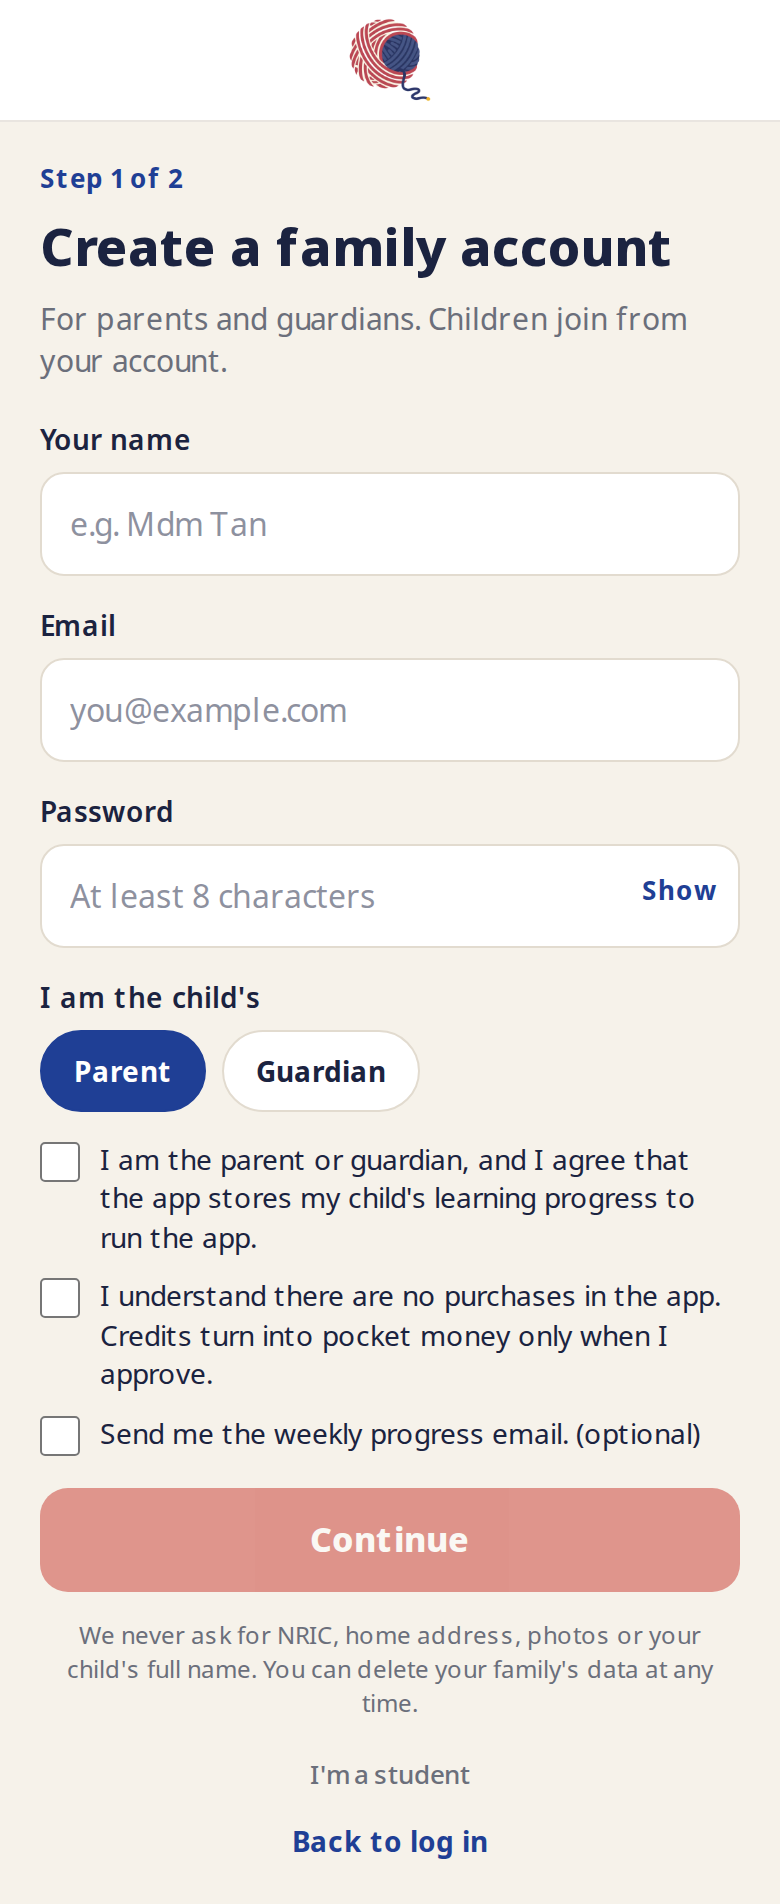 Step 1 of 2
Create a family account
For parents and guardians. Children join from
your account.
Your name
e.g. Mdm Tan
Email
you@example.com
Password
At least 8 characters
Show
I am the child's
Parent
Guardian
I am the parent or guardian, and I agree that
the app stores my child's learning progress to
run the app.
I understand there are no purchases in the app.
Credits turn into pocket money only when I
approve.
Send me the weekly progress email. (optional)
Continue
We never ask for NRIC, home address, photos or your
child's full name. You can delete your family's data at any
time.
I'm a student
Back to log in